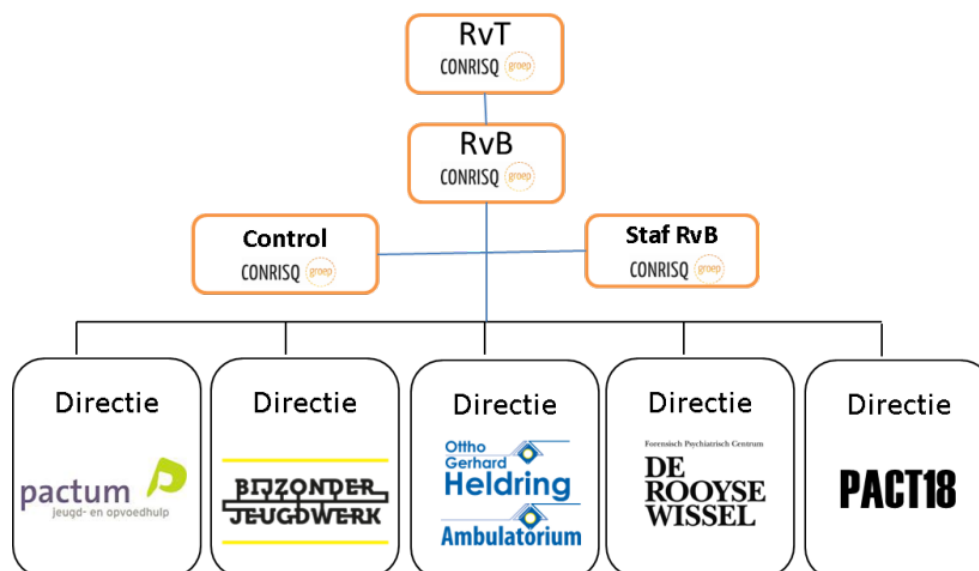 RvT
CONRISQ groep
RvB
CONRISQ groep
Control
CONRISQ groep
Staf RvB
CONRISQ groep
Directie
pactum
jeugd- en opvoedhulp
Directie
BIJZONDER
JEUGDWERK
Directie
Ottho
Gerhard
Heldring
Ambulatorium
Directie
Forensisch Psychiatrisch Centrum
DE
ROOYSE
WISSEL
Directie
PACT18